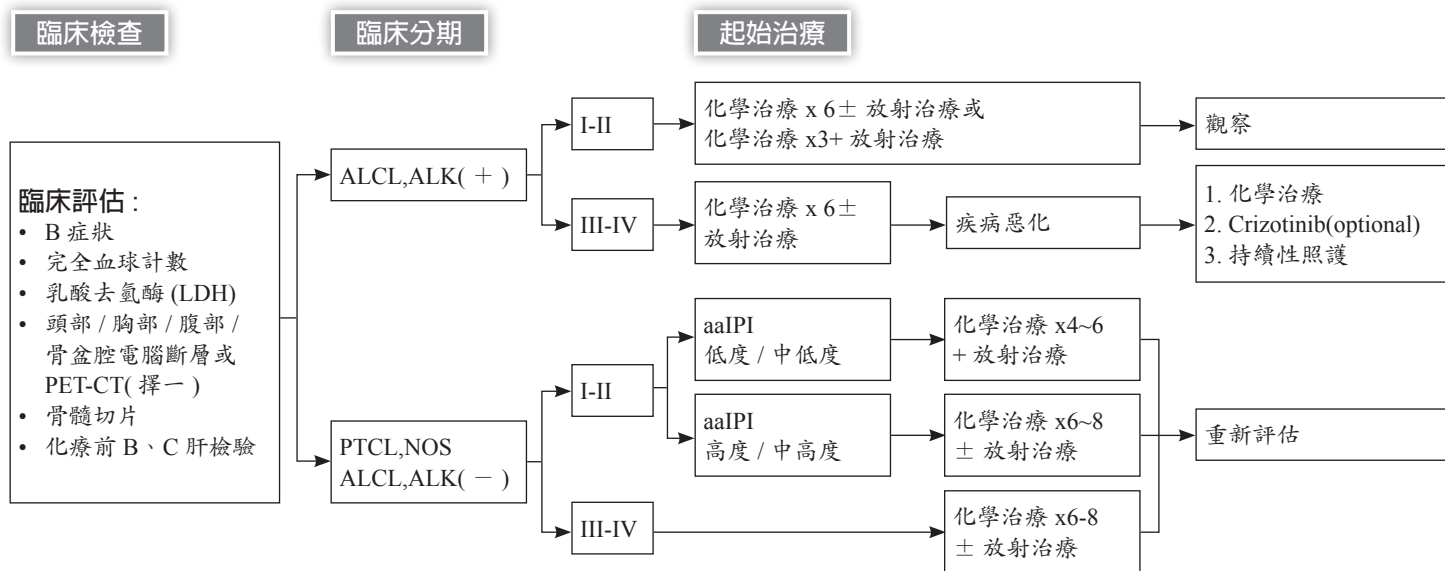 臨床檢查
臨床分期
起始治療
臨床評估 :
• B 症狀
• 完全血球計數
• 乳酸去氫酶 (LDH)
• 頭部 / 胸部 / 腹部 /
骨盆腔電腦斷層或
PET-CT( 擇一 )
• 骨髓切片
• 化療前 B、C 肝檢驗
ALCL,ALK( + )
I-II
化學治療 x 6± 放射治療或
化學治療 x3+ 放射治療
觀察
III-IV
化學治療 x 6±
放射治療
疾病惡化
1. 化學治療
2. Crizotinib(optional)
3. 持續性照護
PTCL,NOS
ALCL,ALK( − )
I-II
aaIPI
低度 / 中低度
化學治療 x4~6
+ 放射治療
aaIPI
高度 / 中高度
化學治療 x6~8
± 放射治療
重新評估
III-IV
化學治療 x6-8
± 放射治療